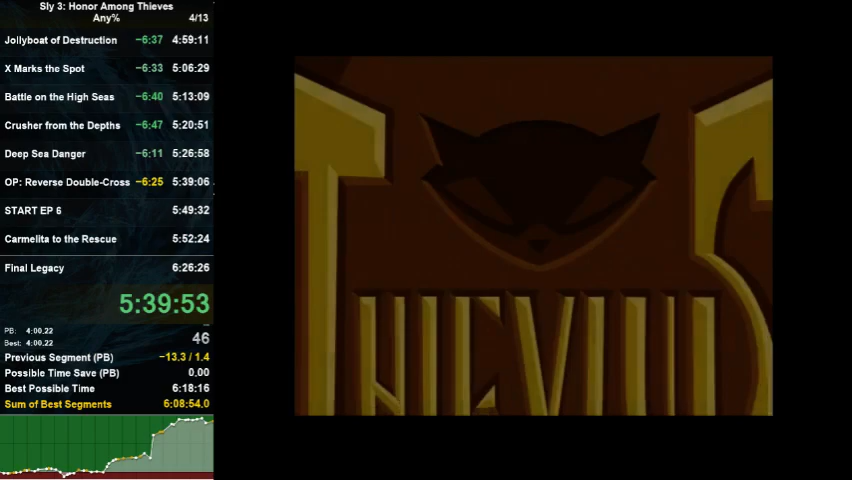 Sly 3: Honor Among Thieves
Any% 4/13
Jollyboat of Destruction -6:37 4:59:11
X Marks the Spot -6:33 5:06:29
Battle on the High Seas -6:40 5:13:09
Crusher from the Depths -6:47 5:20:51
Deep Sea Danger -6:11 5:26:58
OP: Reverse Double-Cross -6:25 5:39:06
START EP 6 5:49:32
Carmelita to the Rescue 5:52:24
Final Legacy 6:26:26
5:39:53
PB: 4:00.22
Best: 4:00.22
46
Previous Segment (PB) -13.3 / 1.4
Possible Time Save (PB) 0.00
Best Possible Time 6:18:16
Sum of Best Segments 6:08:54.0
THIEVIUS